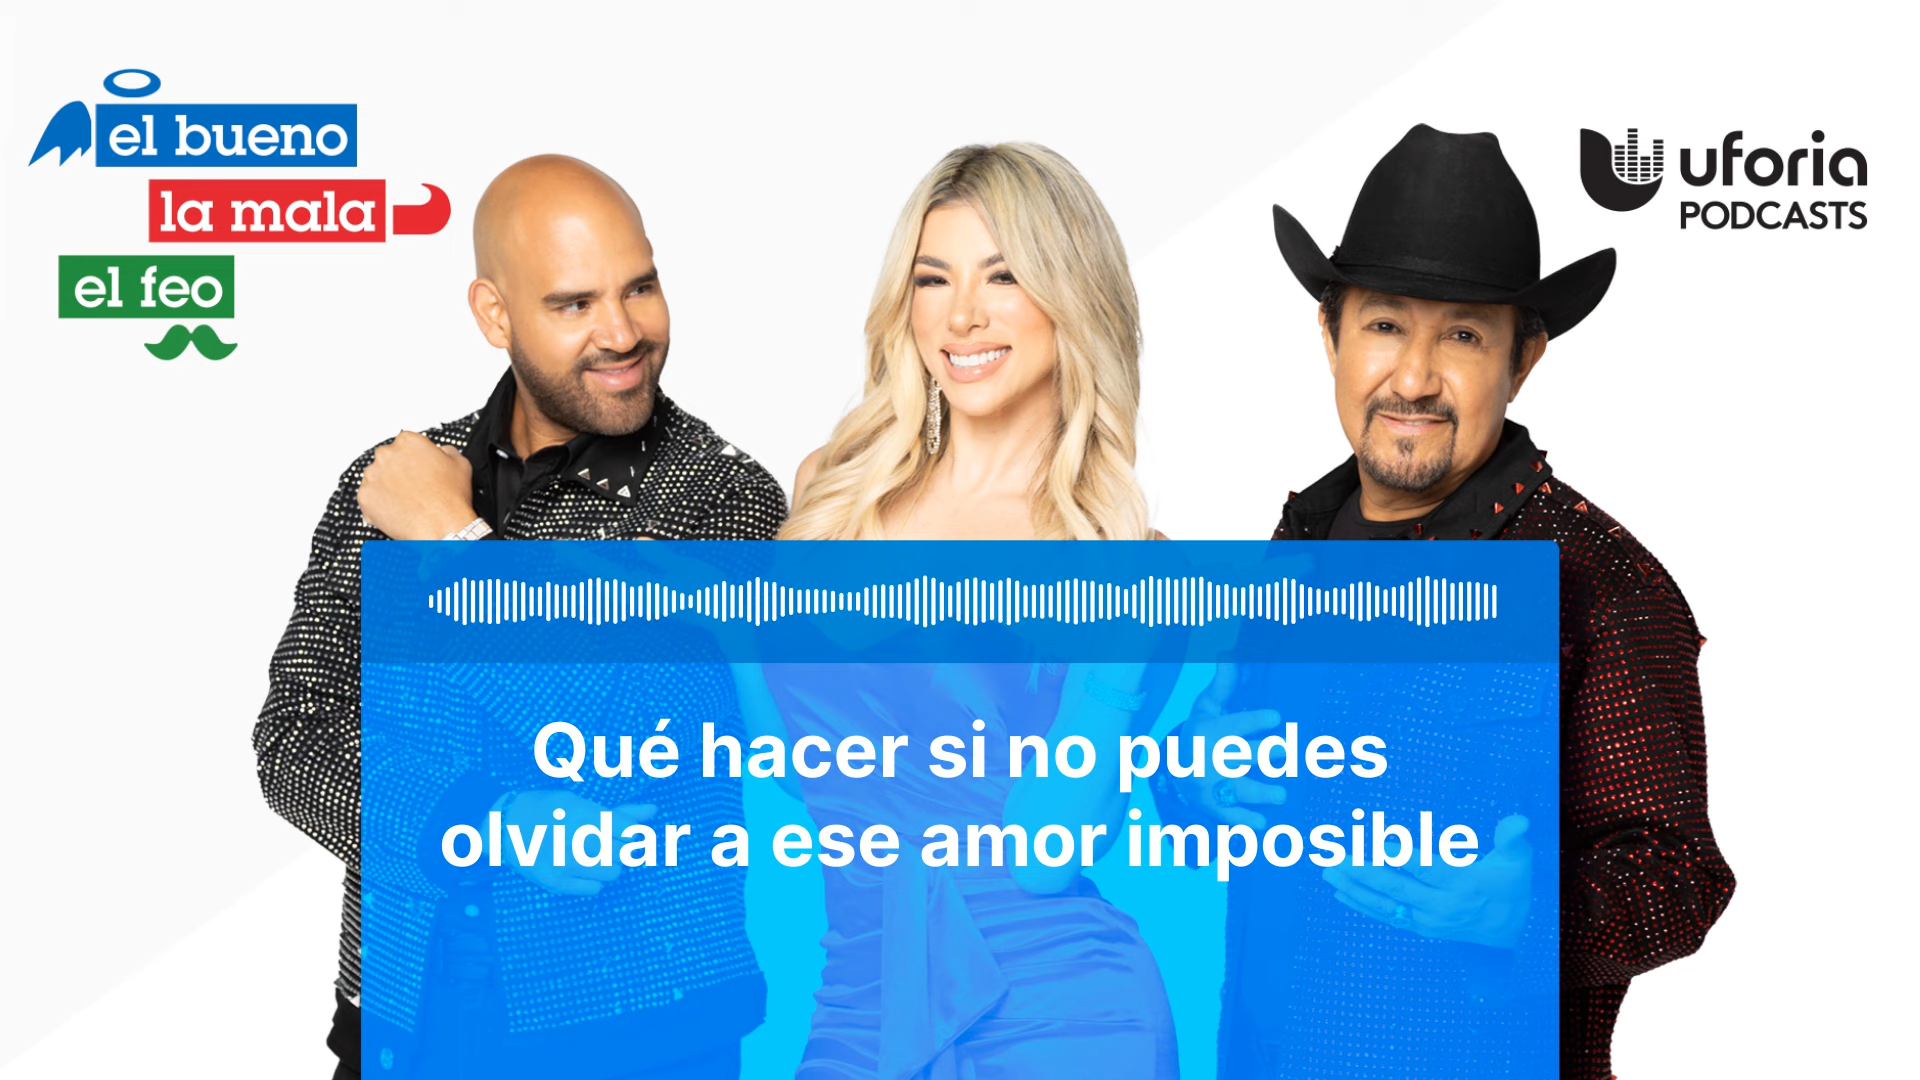 el bueno
la mala
el feo
uforia
PODCASTS
Qué hacer si no puedes
olvidar a ese amor imposible